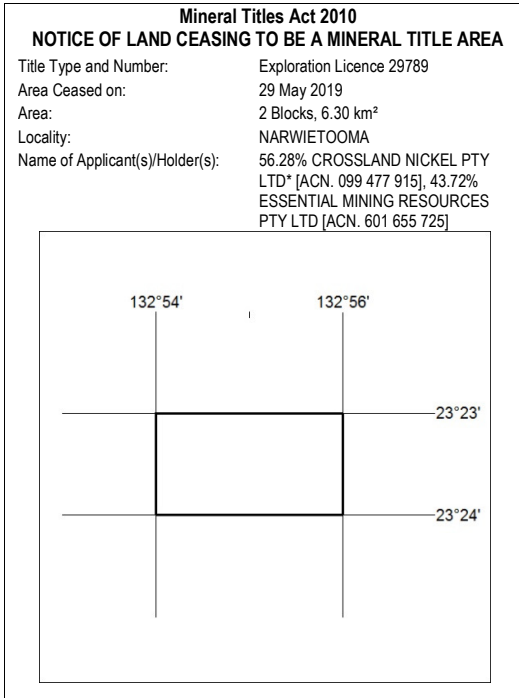 Mineral Titles Act 2010
NOTICE OF LAND CEASING TO BE A MINERAL TITLE AREA
Title Type and Number: Exploration Licence 29789
Area Ceased on: 29 May 2019
Area: 2 Blocks, 6.30 km²
Locality: NARWIETOOMA
Name of Applicant(s)/Holder(s): 56.28% CROSSLAND NICKEL PTY
LTD* [ACN. 099 477 915], 43.72%
ESSENTIAL MINING RESOURCES
PTY LTD [ACN. 601 655 725]
132°54' 132°56'
23°23'
23°24'